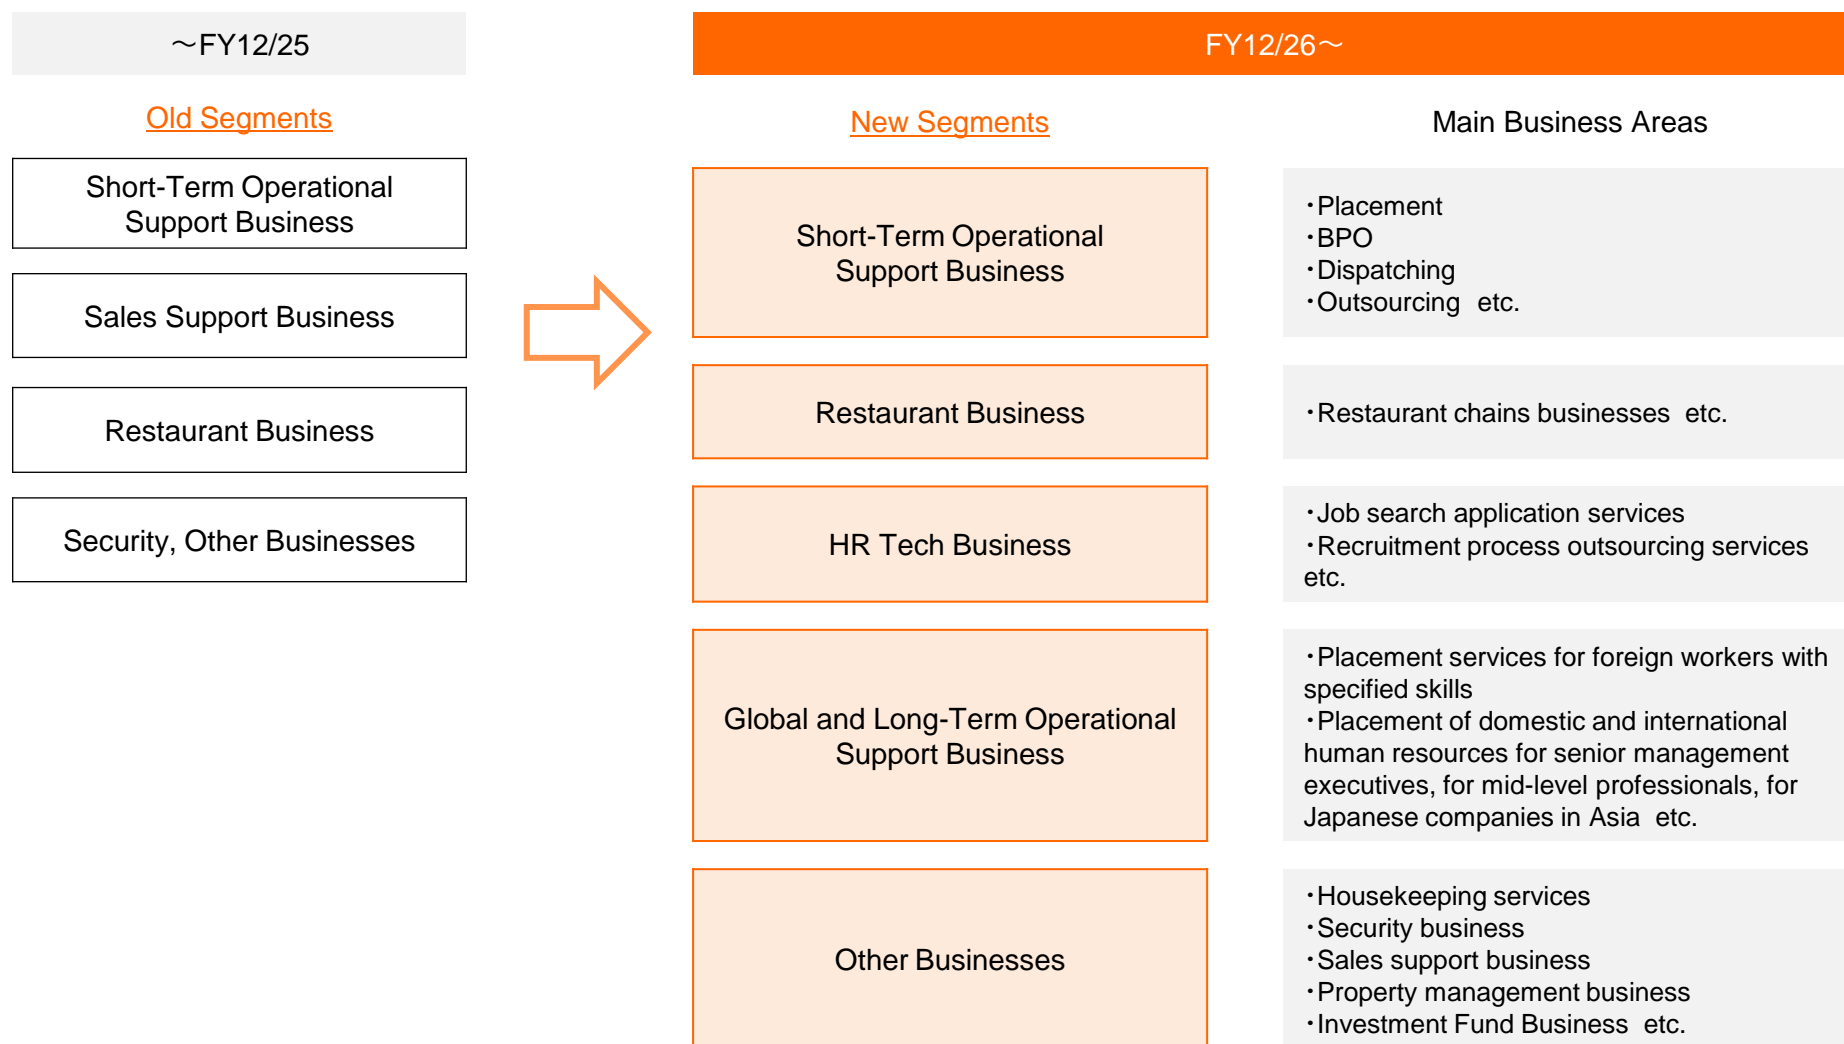 ～FY12/25
FY12/26～
Old Segments
New Segments
Main Business Areas
Short-Term Operational
Support Business
Sales Support Business
Restaurant Business
Security, Other Businesses
Short-Term Operational
Support Business
・Placement
・BPO
・Dispatching
・Outsourcing etc.
Restaurant Business
・Restaurant chains businesses etc.
HR Tech Business
・Job search application services
・Recruitment process outsourcing services
etc.
Global and Long-Term Operational
Support Business
・Placement services for foreign workers with
specified skills
・Placement of domestic and international
human resources for senior management
executives, for mid-level professionals, for
Japanese companies in Asia etc.
Other Businesses
・Housekeeping services
・Security business
・Sales support business
・Property management business
・Investment Fund Business etc.